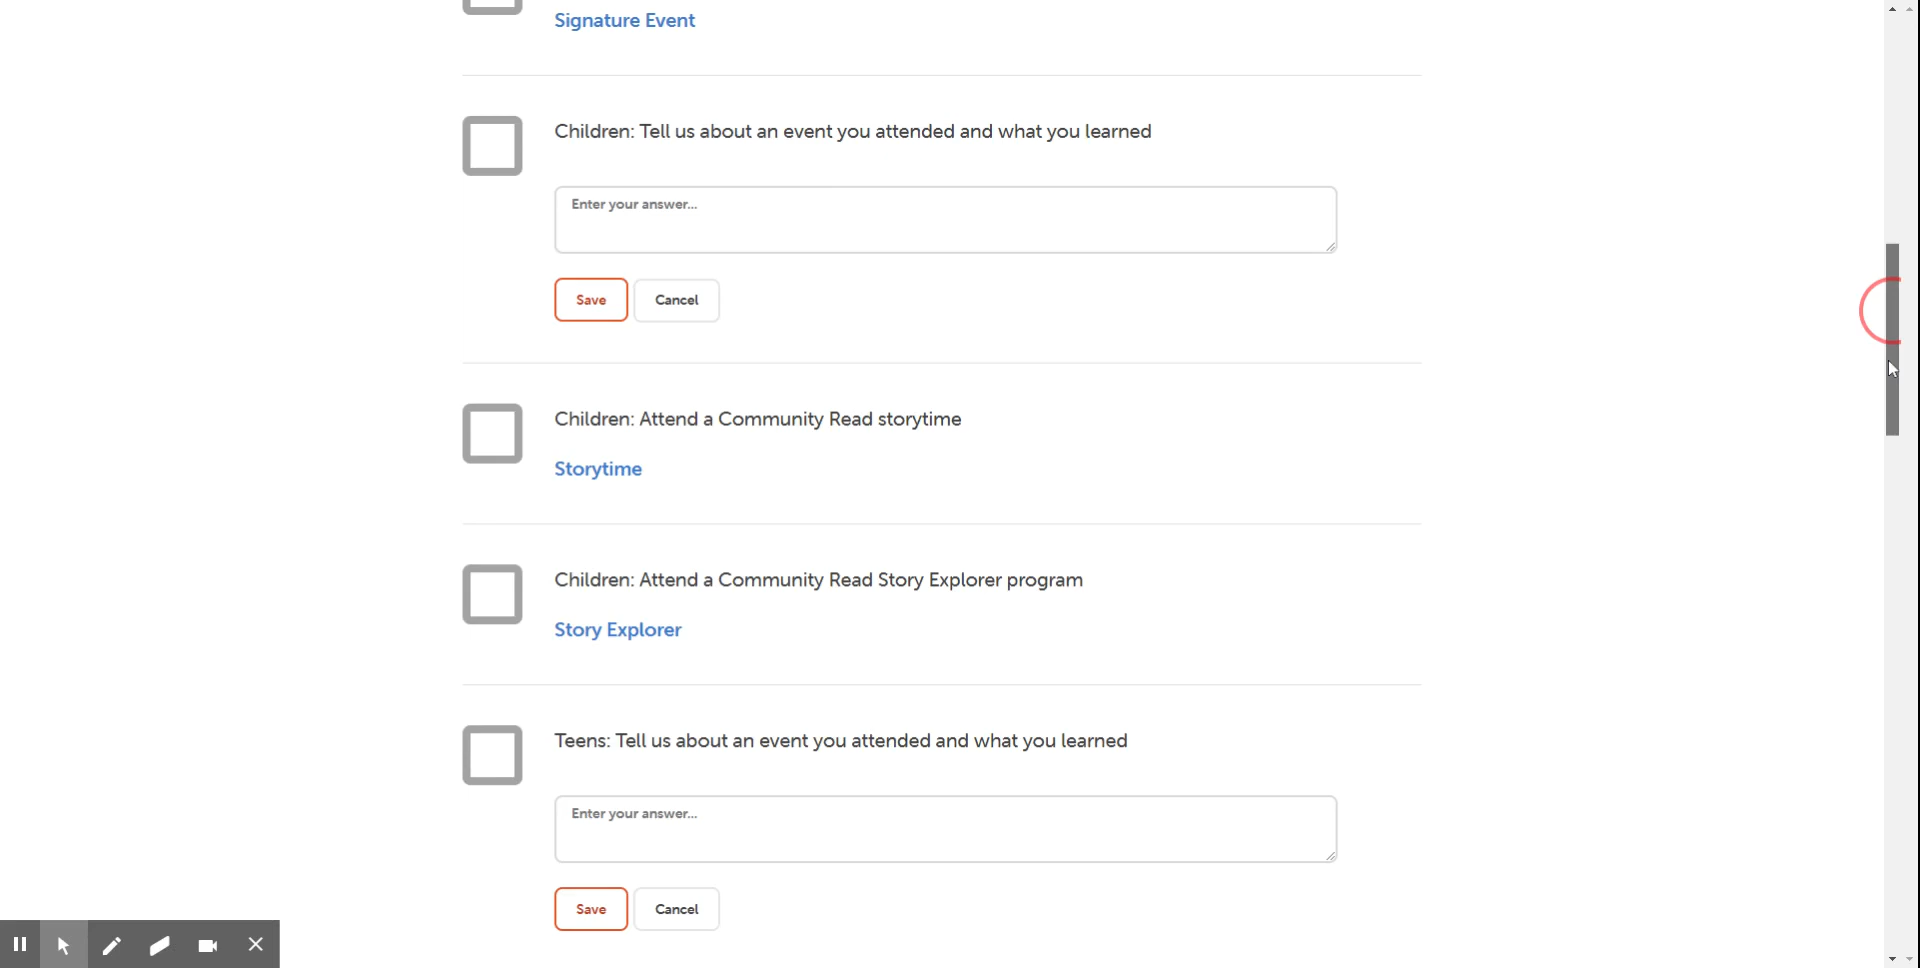 Signature Event
Children: Tell us about an event you attended and what you learned
Enter your answer...
Save Cancel
Children: Attend a Community Read storytime
Storytime
Children: Attend a Community Read Story Explorer program
Story Explorer
Teens: Tell us about an event you attended and what you learned
Enter your answer...
Save Cancel